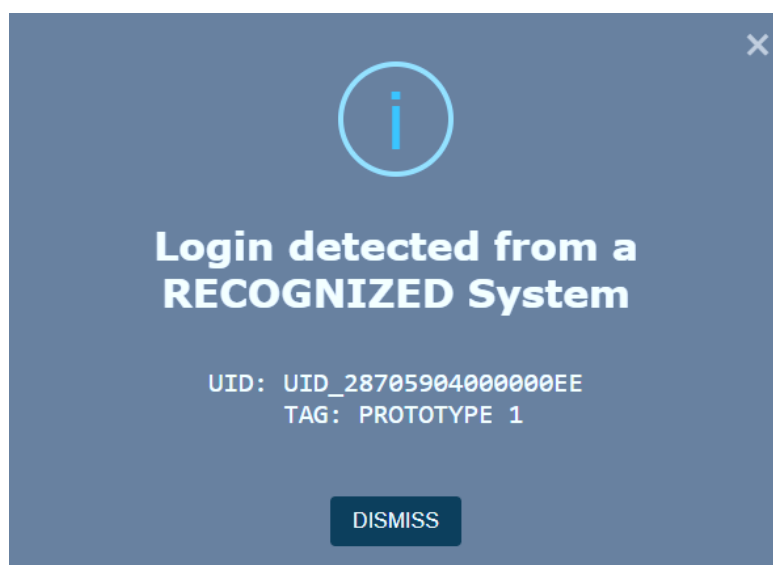 Login detected from a
RECOGNIZED System
UID: UID_28705904000000EE
TAG: PROTOTYPE 1
DISMISS